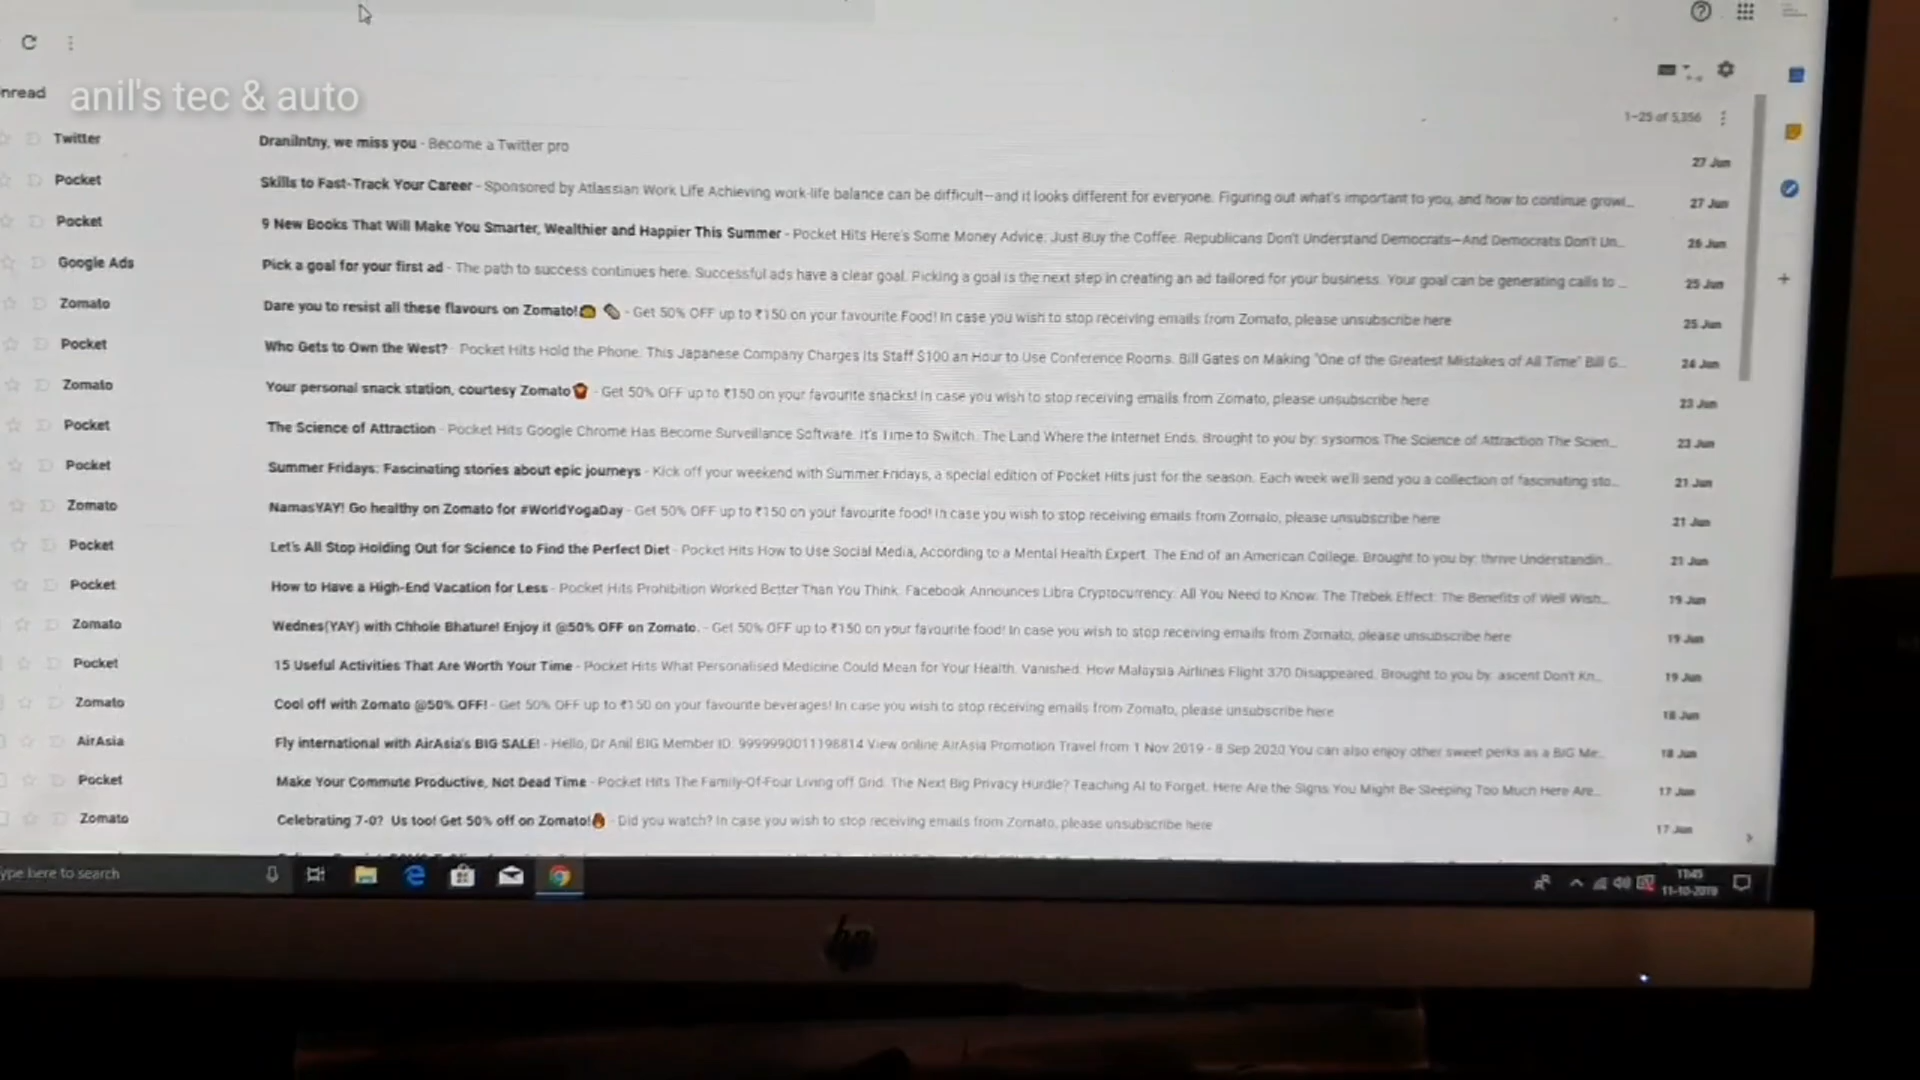 anil's tec & auto
nread
1-25 of 5,356
Twitter Dranilntny, we miss you - Become a Twitter pro 27 Jun
Pocket Skills to Fast-Track Your Career - Sponsored by Atlassian Work Life Achieving work-life balance can be difficult—and it looks different for everyone. Figuring out what's important to you, and how to continue growi... 27 Jun
Pocket 9 New Books That Will Make You Smarter, Wealthier and Happier This Summer - Pocket Hits Here's Some Money Advice: Just Buy the Coffee. Republicans Don't Understand Democrats—And Democrats Don't Un... 26 Jun
Google Ads Pick a goal for your first ad - The path to success continues here. Successful ads have a clear goal. Picking a goal is the next step in creating an ad tailored for your business. Your goal can be generating calls to ... 25 Jun
Zomato Dare you to resist all these flavours on Zomato! - Get 50% OFF up to ₹150 on your favourite Food! In case you wish to stop receiving emails from Zomato, please unsubscribe here 25 Jun
Pocket Who Gets to Own the West? - Pocket Hits Hold the Phone. This Japanese Company Charges Its Staff $100 an Hour to Use Conference Rooms. Bill Gates on Making "One of the Greatest Mistakes of All Time" Bill G... 24 Jun
Zomato Your personal snack station, courtesy Zomato - Get 50% OFF up to ₹150 on your favourite snacks! In case you wish to stop receiving emails from Zomato, please unsubscribe here 23 Jun
Pocket The Science of Attraction - Pocket Hits Google Chrome Has Become Surveillance Software. It's Time to Switch. The Land Where the Internet Ends. Brought to you by: sysomos The Science of Attraction The Scien... 23 Jun
Pocket Summer Fridays: Fascinating stories about epic journeys - Kick off your weekend with Summer Fridays, a special edition of Pocket Hits just for the season. Each week we'll send you a collection of fascinating sto... 21 Jun
Zomato NamasYAY! Go healthy on Zomato for #WorldYogaDay - Get 50% OFF up to ₹150 on your favourite food! In case you wish to stop receiving emails from Zomato, please unsubscribe here 21 Jun
Pocket Let's All Stop Holding Out for Science to Find the Perfect Diet - Pocket Hits How to Use Social Media, According to a Mental Health Expert. The End of an American College. Brought to you by: thrive Understandin... 21 Jun
Pocket How to Have a High-End Vacation for Less - Pocket Hits Prohibition Worked Better Than You Think. Facebook Announces Libra Cryptocurrency: All You Need to Know. The Trebek Effect: The Benefits of Well Wish... 19 Jun
Zomato Wednes(YAY) with Chhole Bhature! Enjoy it @50% OFF on Zomato. - Get 50% OFF up to ₹150 on your favourite food! In case you wish to stop receiving emails from Zomato, please unsubscribe here 19 Jun
Pocket 15 Useful Activities That Are Worth Your Time - Pocket Hits What Personalised Medicine Could Mean for Your Health. Vanished: How Malaysia Airlines Flight 370 Disappeared. Brought to you by: ascent Don't Kn... 19 Jun
Zomato Cool off with Zomato @50% OFF! - Get 50% OFF up to ₹150 on your favourite beverages! In case you wish to stop receiving emails from Zomato, please unsubscribe here 18 Jun
AirAsia Fly international with AirAsia's BIG SALE! - Hello, Dr Anil BIG Member ID: 9999990011198814 View online AirAsia Promotion Travel from 1 Nov 2019 - 8 Sep 2020 You can also enjoy other sweet perks as a BIG Me... 18 Jun
Pocket Make Your Commute Productive, Not Dead Time - Pocket Hits The Family-Of-Four Living off Grid. The Next Big Privacy Hurdle? Teaching AI to Forget. Here Are the Signs You Might Be Sleeping Too Much Here Are... 17 Jun
Zomato Celebrating 7-0? Us too! Get 50% off on Zomato! - Did you watch? In case you wish to stop receiving emails from Zomato, please unsubscribe here 17 Jun
ype here to search
11:45
11-10-2019
hp